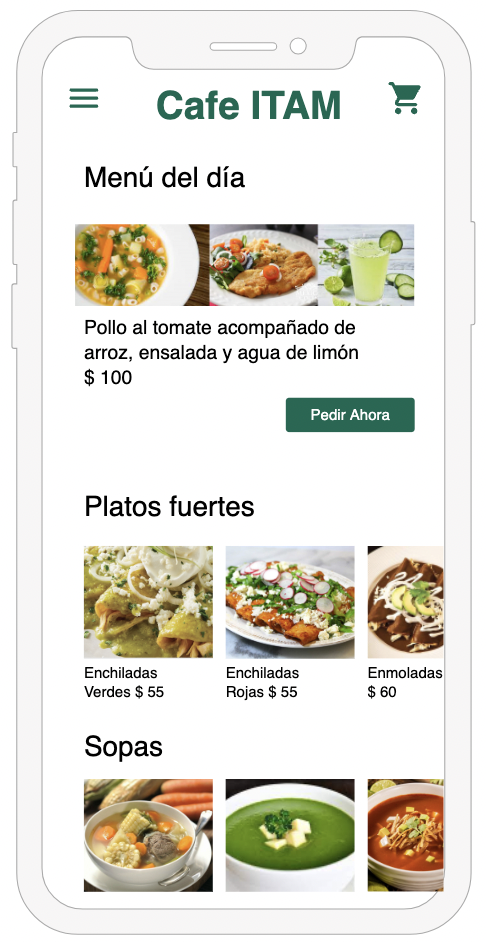 Cafe ITAM
Menú del día
Pollo al tomate acompañado de
arroz, ensalada y agua de limón
$ 100
Pedir Ahora
Platos fuertes
Enchiladas
Verdes $ 55
Enchiladas
Rojas $ 55
Enmoladas
$ 60
Sopas